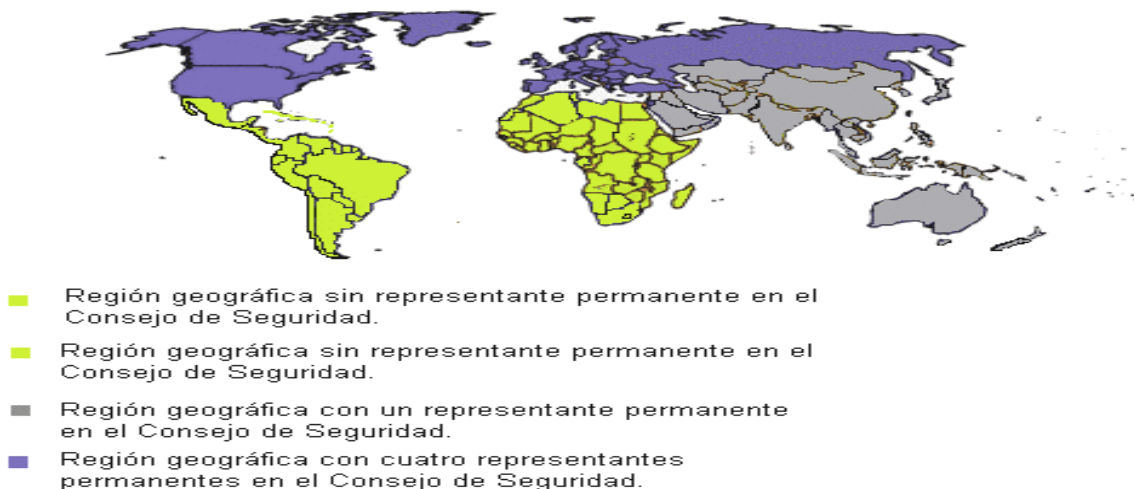 Región geográfica sin representante permanente en el
Consejo de Seguridad.
Región geográfica sin representante permanente en el
Consejo de Seguridad.
Región geográfica con un representante permanente
en el Consejo de Seguridad.
Región geográfica con cuatro representantes
permanentes en el Consejo de Seguridad.